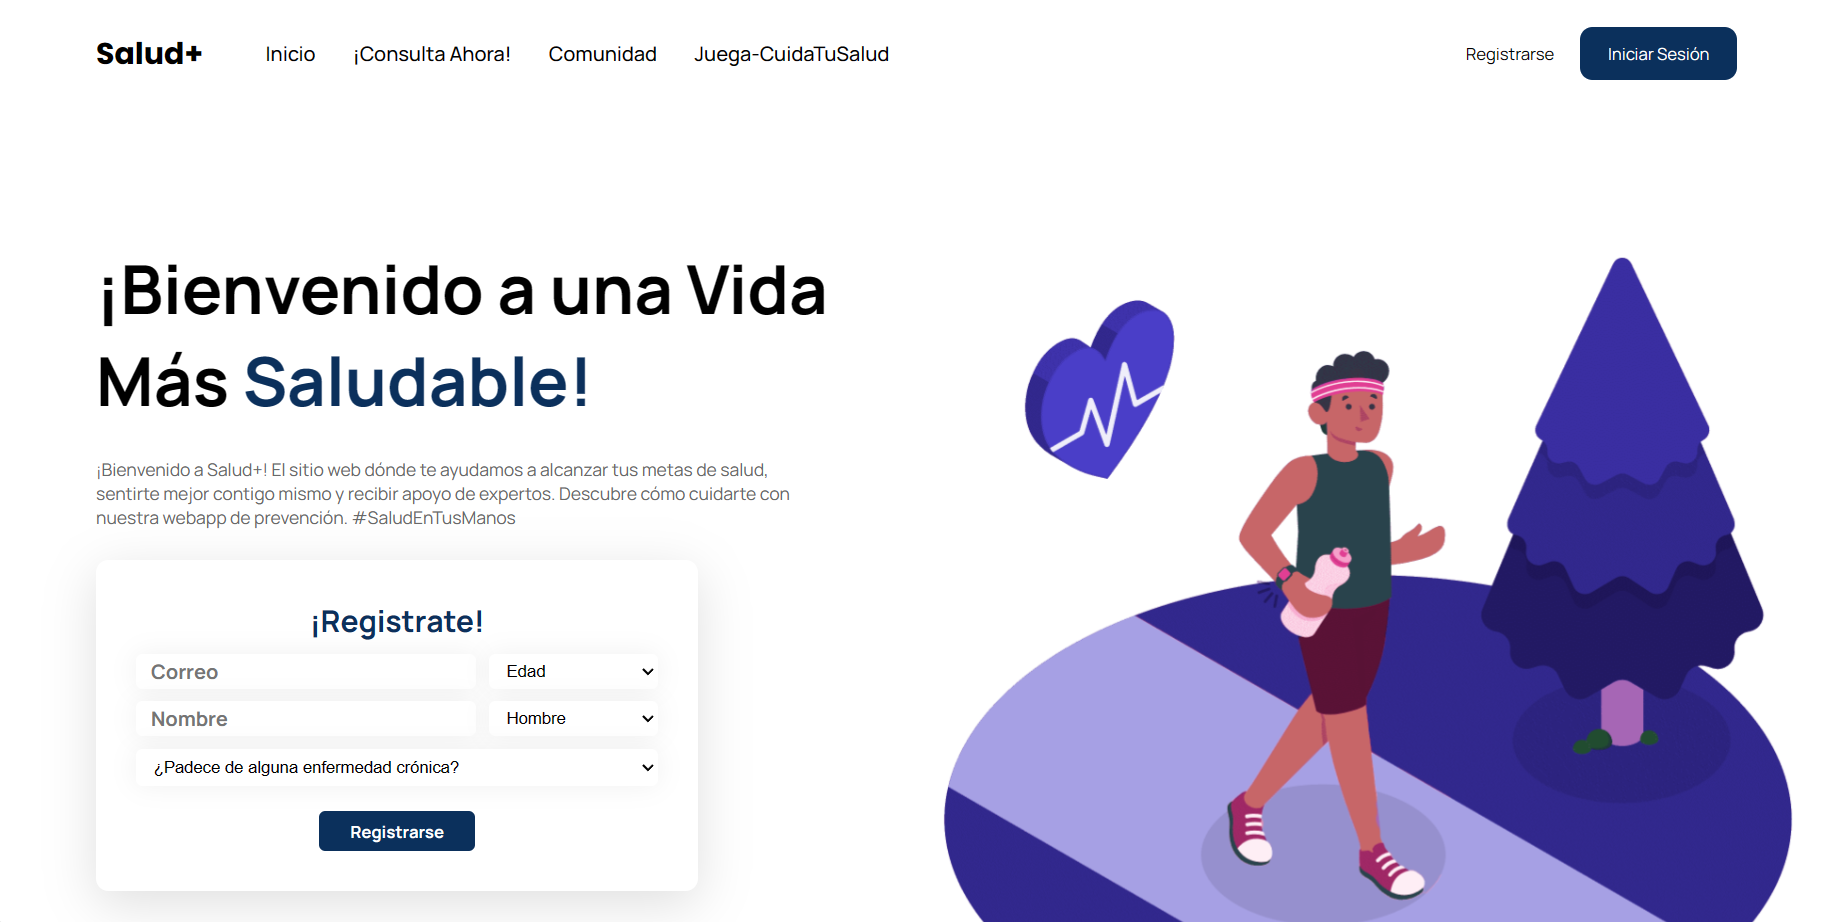 Salud+ Inicio ¡Consulta Ahora! Comunidad Juega-CuidaTuSalud Registrarse Iniciar Sesión
¡Bienvenido a una Vida
Más Saludable!
¡Bienvenido a Salud+! El sitio web dónde te ayudamos a alcanzar tus metas de salud,
sentirte mejor contigo mismo y recibir apoyo de expertos. Descubre cómo cuidarte con
nuestra webapp de prevención. #SaludEnTusManos
¡Registrate!
Correo Edad
Nombre Hombre
¿Padece de alguna enfermedad crónica?
Registrarse